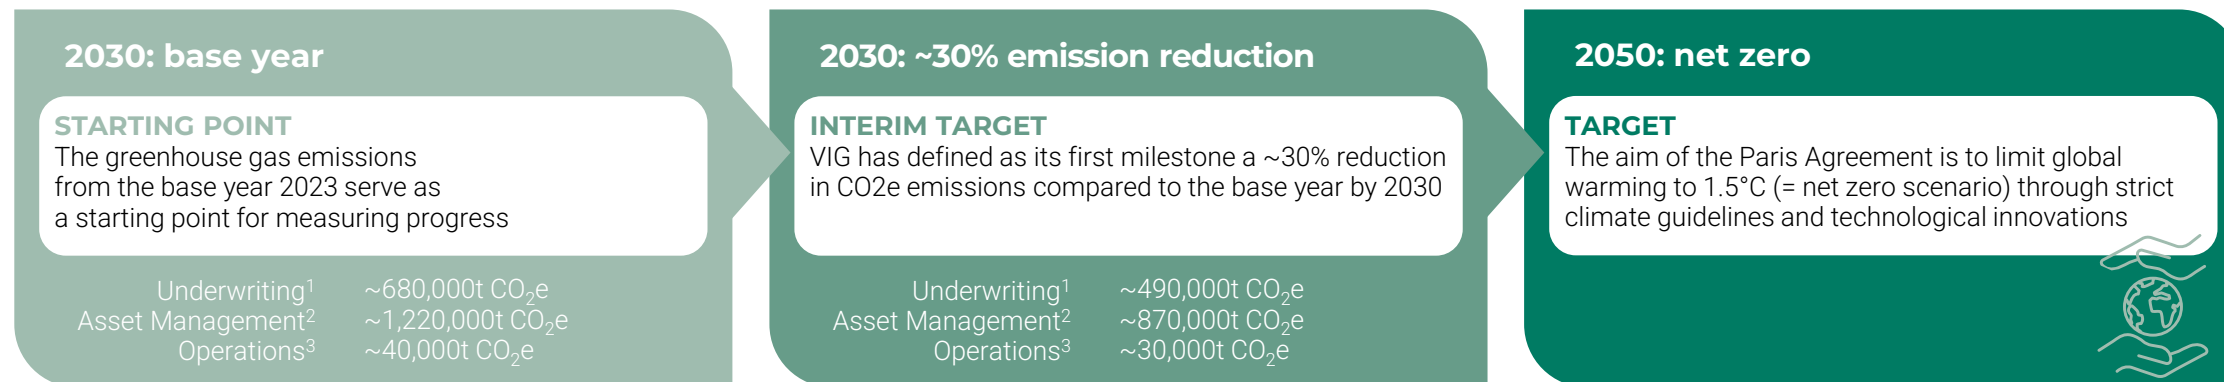 2030: base year
STARTING POINT
The greenhouse gas emissions
from the base year 2023 serve as
a starting point for measuring progress
Underwriting¹ ~680,000t CO₂e
Asset Management² ~1,220,000t CO₂e
Operations³ ~40,000t CO₂e
2030: ~30% emission reduction
INTERIM TARGET
VIG has defined as its first milestone a ~30% reduction
in CO2e emissions compared to the base year by 2030
Underwriting¹ ~490,000t CO₂e
Asset Management² ~870,000t CO₂e
Operations³ ~30,000t CO₂e
2050: net zero
TARGET
The aim of the Paris Agreement is to limit global
warming to 1.5°C (= net zero scenario) through strict
climate guidelines and technological innovations